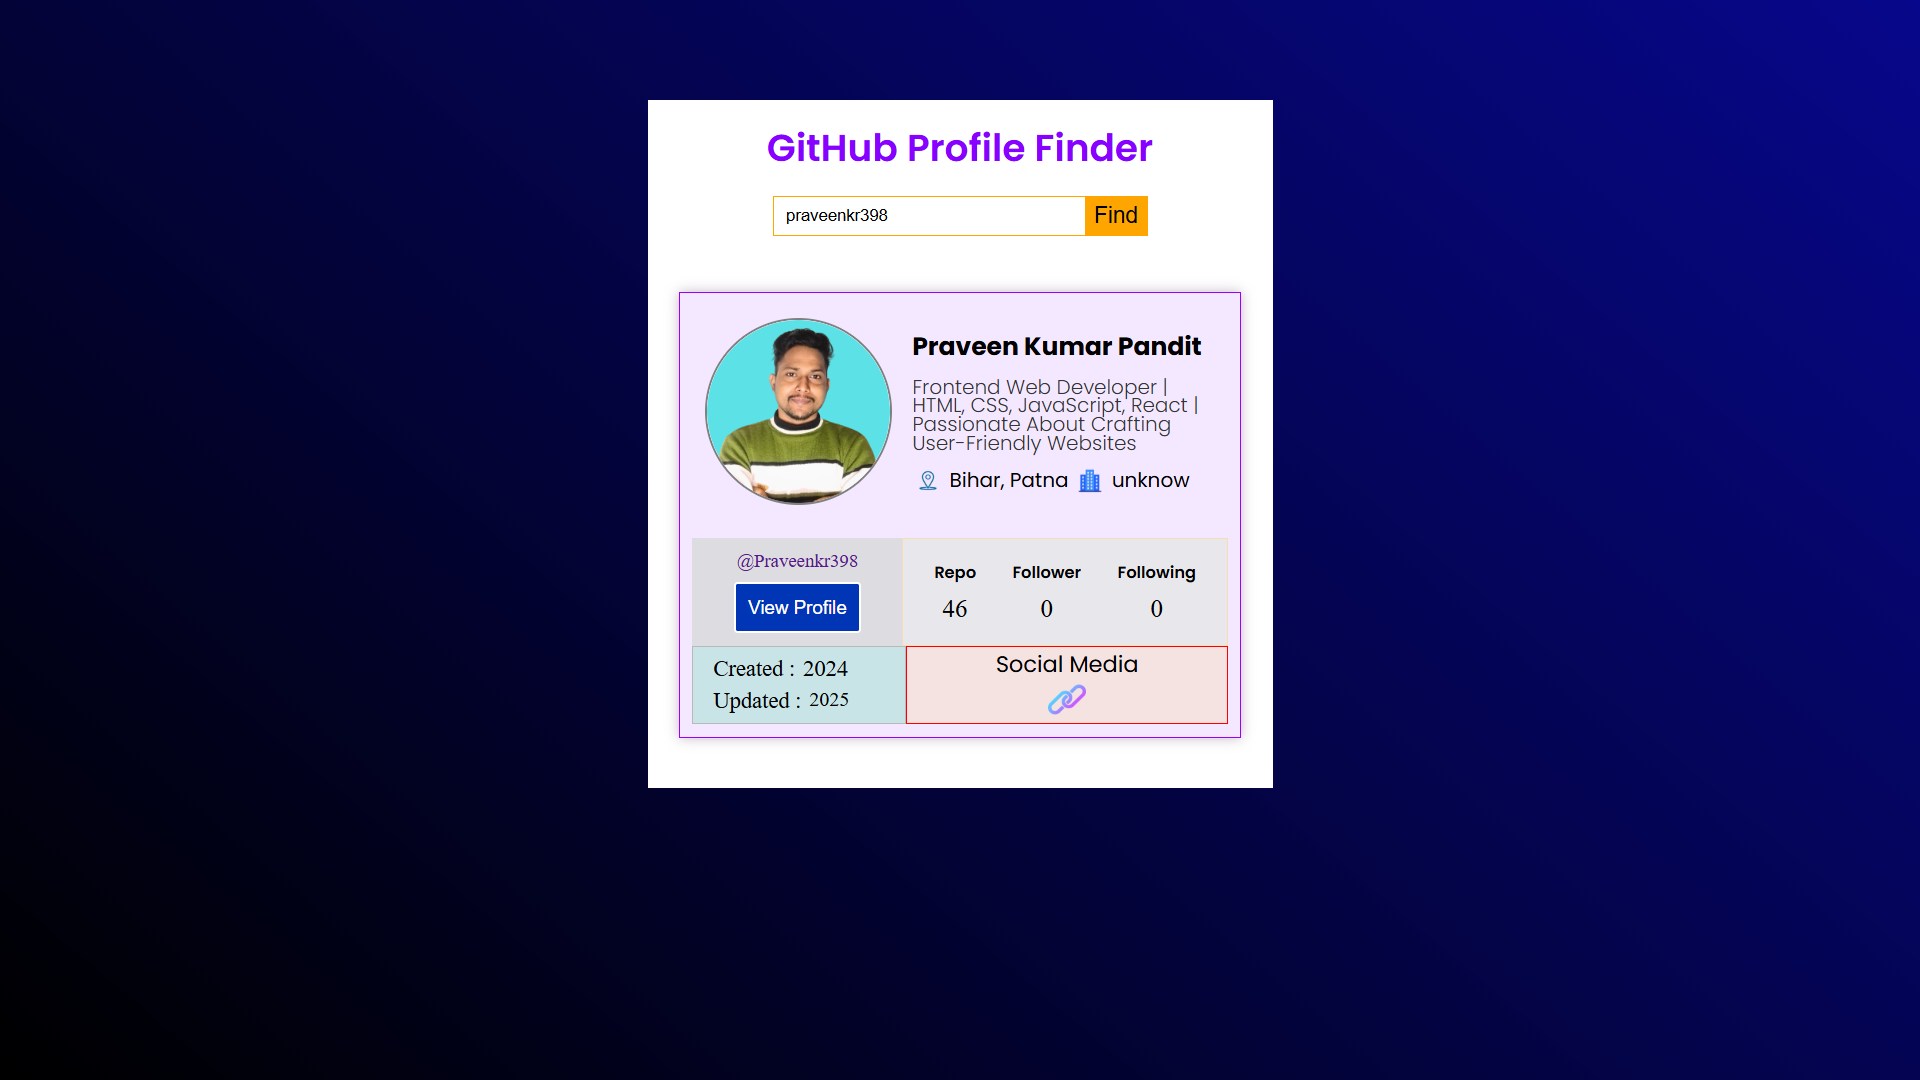 GitHub Profile Finder
praveenkr398
Find
Praveen Kumar Pandit
Frontend Web Developer |
HTML, CSS, JavaScript, React |
Passionate About Crafting
User-Friendly Websites
Bihar, Patna unknow
@Praveenkr398
View Profile
Repo Follower Following
46 0 0
Created : 2024
Updated : 2025
Social Media